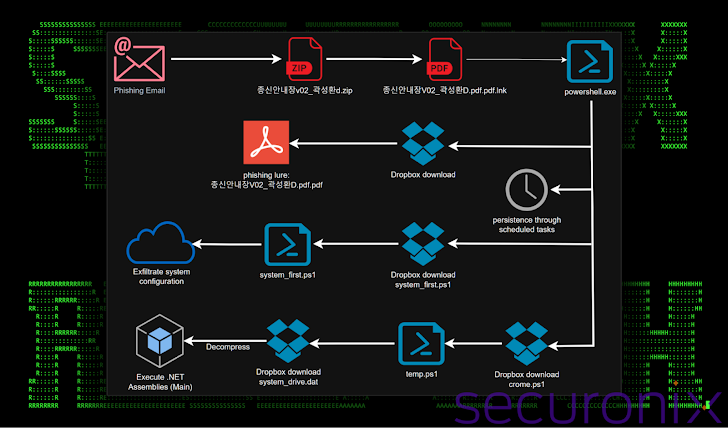 Phishing Email
ZIP
종신안내장V02_곽성환d.zip
PDF
종신안내장V02_곽성환D.pdf.pdf.lnk
powershell.exe
phishing lure:
종신안내장V02_곽성환D.pdf.pdf
Dropbox download
persistence through
scheduled tasks
Exfiltrate system
configuration
system_first.ps1
Dropbox download
system_first.ps1
Execute .NET
Assemblies (Main)
Decompress
Dropbox download
system_drive.dat
temp.ps1
Dropbox download
crome.ps1
securonix